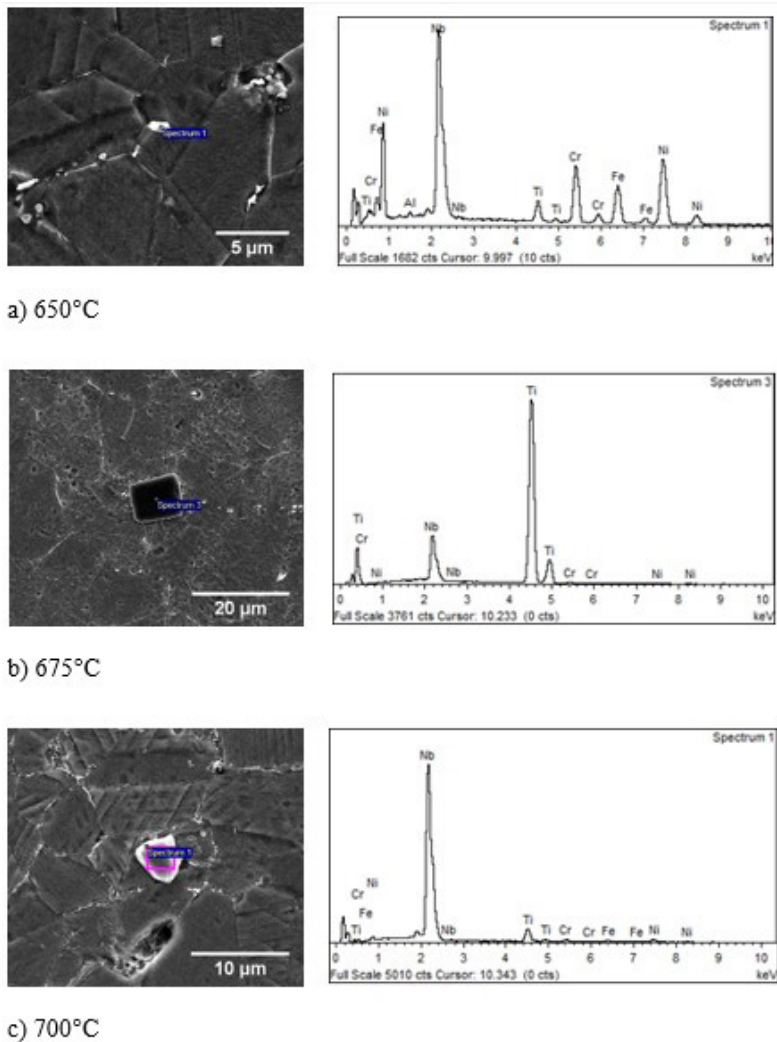 Spectrum 1
5 µm
Spectrum 1
Nb
Ni
Fe
Cr
Ti
Al
Nb
Ti
Ti
Cr
Cr
Fe
Fe
Ni
Ni
0 1 2 3 4 5 6 7 8 9 10
Full Scale 1682 cts Cursor: 9.997 (10 cts) keV
a) 650°C
Spectrum 3
20 µm
Spectrum 3
Ti
Ti
Cr
Ni
Nb
Nb
Ti
Cr
Cr
Ni
Ni
0 1 2 3 4 5 6 7 8 9 10
Full Scale 3761 cts Cursor: 10.233 (0 cts) keV
b) 675°C
Spectrum 1
10 µm
Spectrum 1
Nb
Ni
Cr
Fe
Ti
Nb
Ti
Ti
Cr
Cr
Fe
Fe
Ni
Ni
0 1 2 3 4 5 6 7 8 9 10
Full Scale 5010 cts Cursor: 10.343 (0 cts) keV
c) 700°C